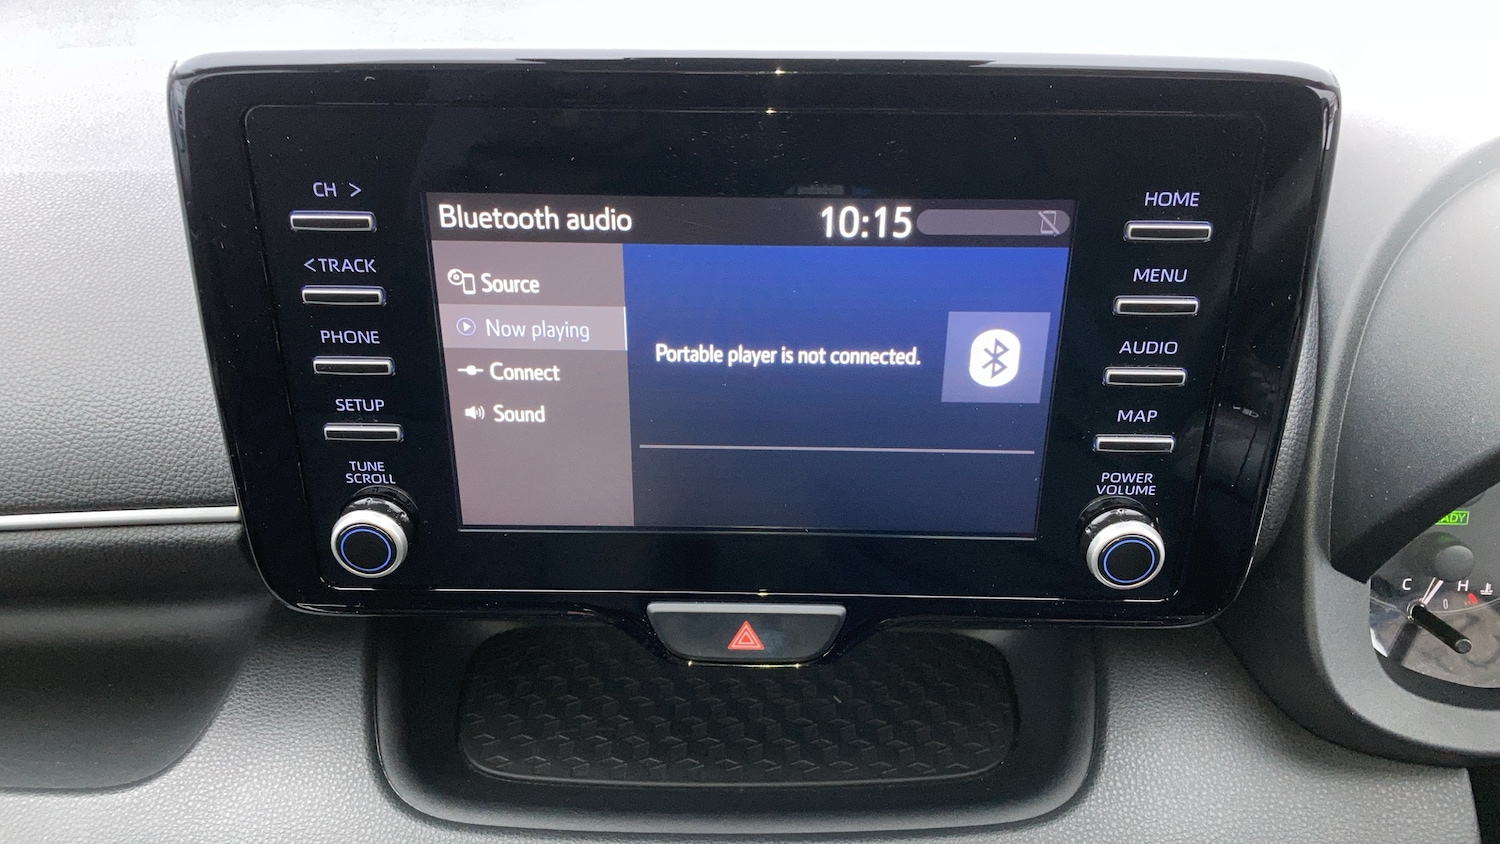 CH >
<TRACK
PHONE
SETUP
TUNE
SCROLL
Bluetooth audio
10:15
Source
Now playing
Connect
Sound
Portable player is not connected.
HOME
MENU
AUDIO
MAP
POWER
VOLUME
C
H